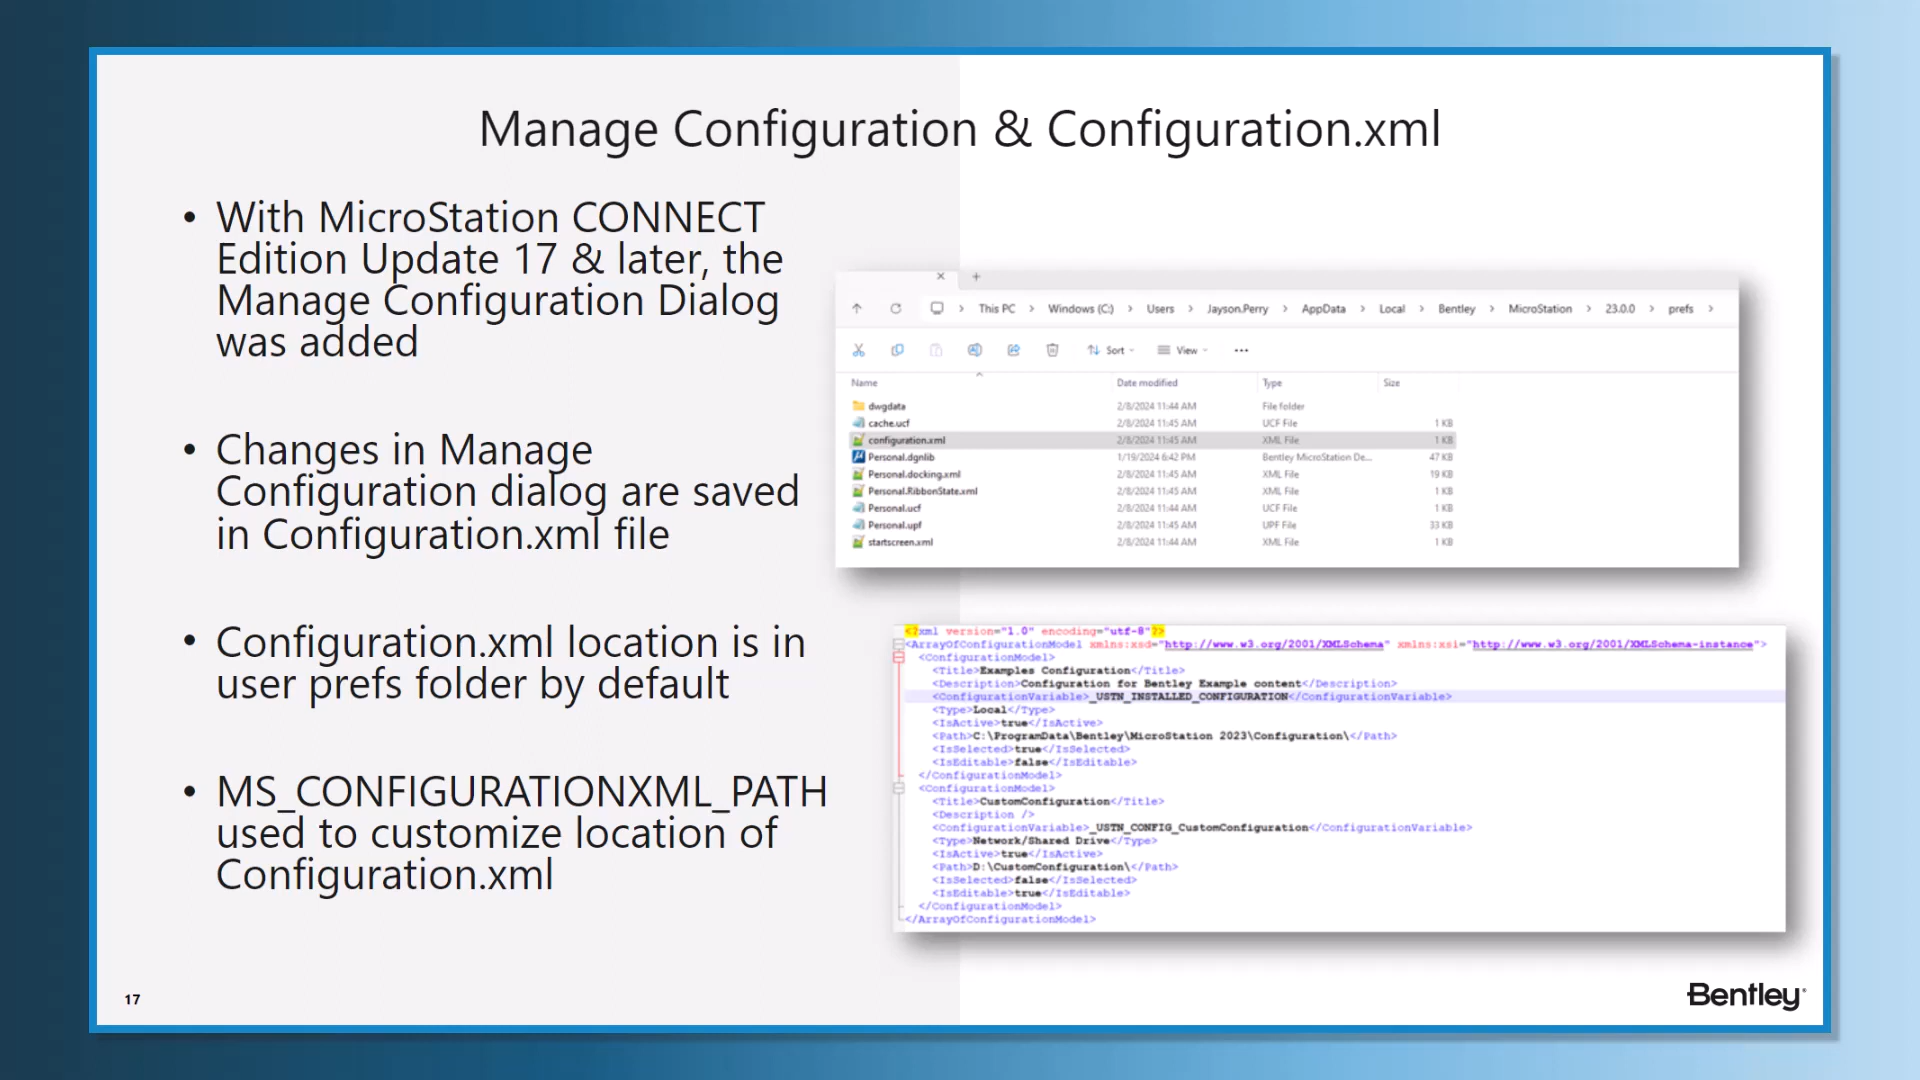 Manage Configuration & Configuration.xml
• With MicroStation CONNECT
Edition Update 17 & later, the
Manage Configuration Dialog
was added
• Changes in Manage
Configuration dialog are saved
in Configuration.xml file
• Configuration.xml location is in
user prefs folder by default
• MS_CONFIGURATIONXML_PATH
used to customize location of
Configuration.xml
This PC > Windows (C:) > Users > Jayson.Perry > AppData > Local > Bentley > MicroStation > 23.0.0 > prefs >
Sort View ...
Name Date modified Type Size
dwgdata 2/8/2024 11:44 AM File folder
cache.ucf 2/8/2024 11:45 AM UCF File 1 KB
configuration.xml 2/8/2024 11:45 AM XML File 1 KB
Personal.dgnlib 1/19/2024 6:42 PM Bentley MicroStation De... 47 KB
Personal.docking.xml 2/8/2024 11:45 AM XML File 19 KB
Personal.RibbonState.xml 2/8/2024 11:45 AM XML File 1 KB
Personal.ucf 2/8/2024 11:44 AM UCF File 1 KB
Personal.upf 2/8/2024 11:45 AM UPF File 33 KB
startscreen.xml 2/8/2024 11:44 AM XML File 1 KB
<?xml version="1.0" encoding="utf-8"?>
<ArrayOfConfigurationModel xmlns:xsd="http://www.w3.org/2001/XMLSchema" xmlns:xsi="http://www.w3.org/2001/XMLSchema-instance">
<ConfigurationModel>
<Title>Examples Configuration</Title>
<Description>Configuration for Bentley Example content</Description>
<ConfigurationVariable>_USTN_INSTALLED_CONFIGURATION</ConfigurationVariable>
<Type>Local</Type>
<IsActive>true</IsActive>
<Path>C:\ProgramData\Bentley\MicroStation 2023\Configuration\</Path>
<IsSelected>true</IsSelected>
<IsEditable>false</IsEditable>
</ConfigurationModel>
<ConfigurationModel>
<Title>CustomConfiguration</Title>
<Description />
<ConfigurationVariable>_USTN_CONFIG_CustomConfiguration</ConfigurationVariable>
<Type>Network/Shared Drive</Type>
<IsActive>true</IsActive>
<Path>D:\CustomConfiguration\</Path>
<IsSelected>false</IsSelected>
<IsEditable>true</IsEditable>
</ConfigurationModel>
</ArrayOfConfigurationModel>
17
Bentley